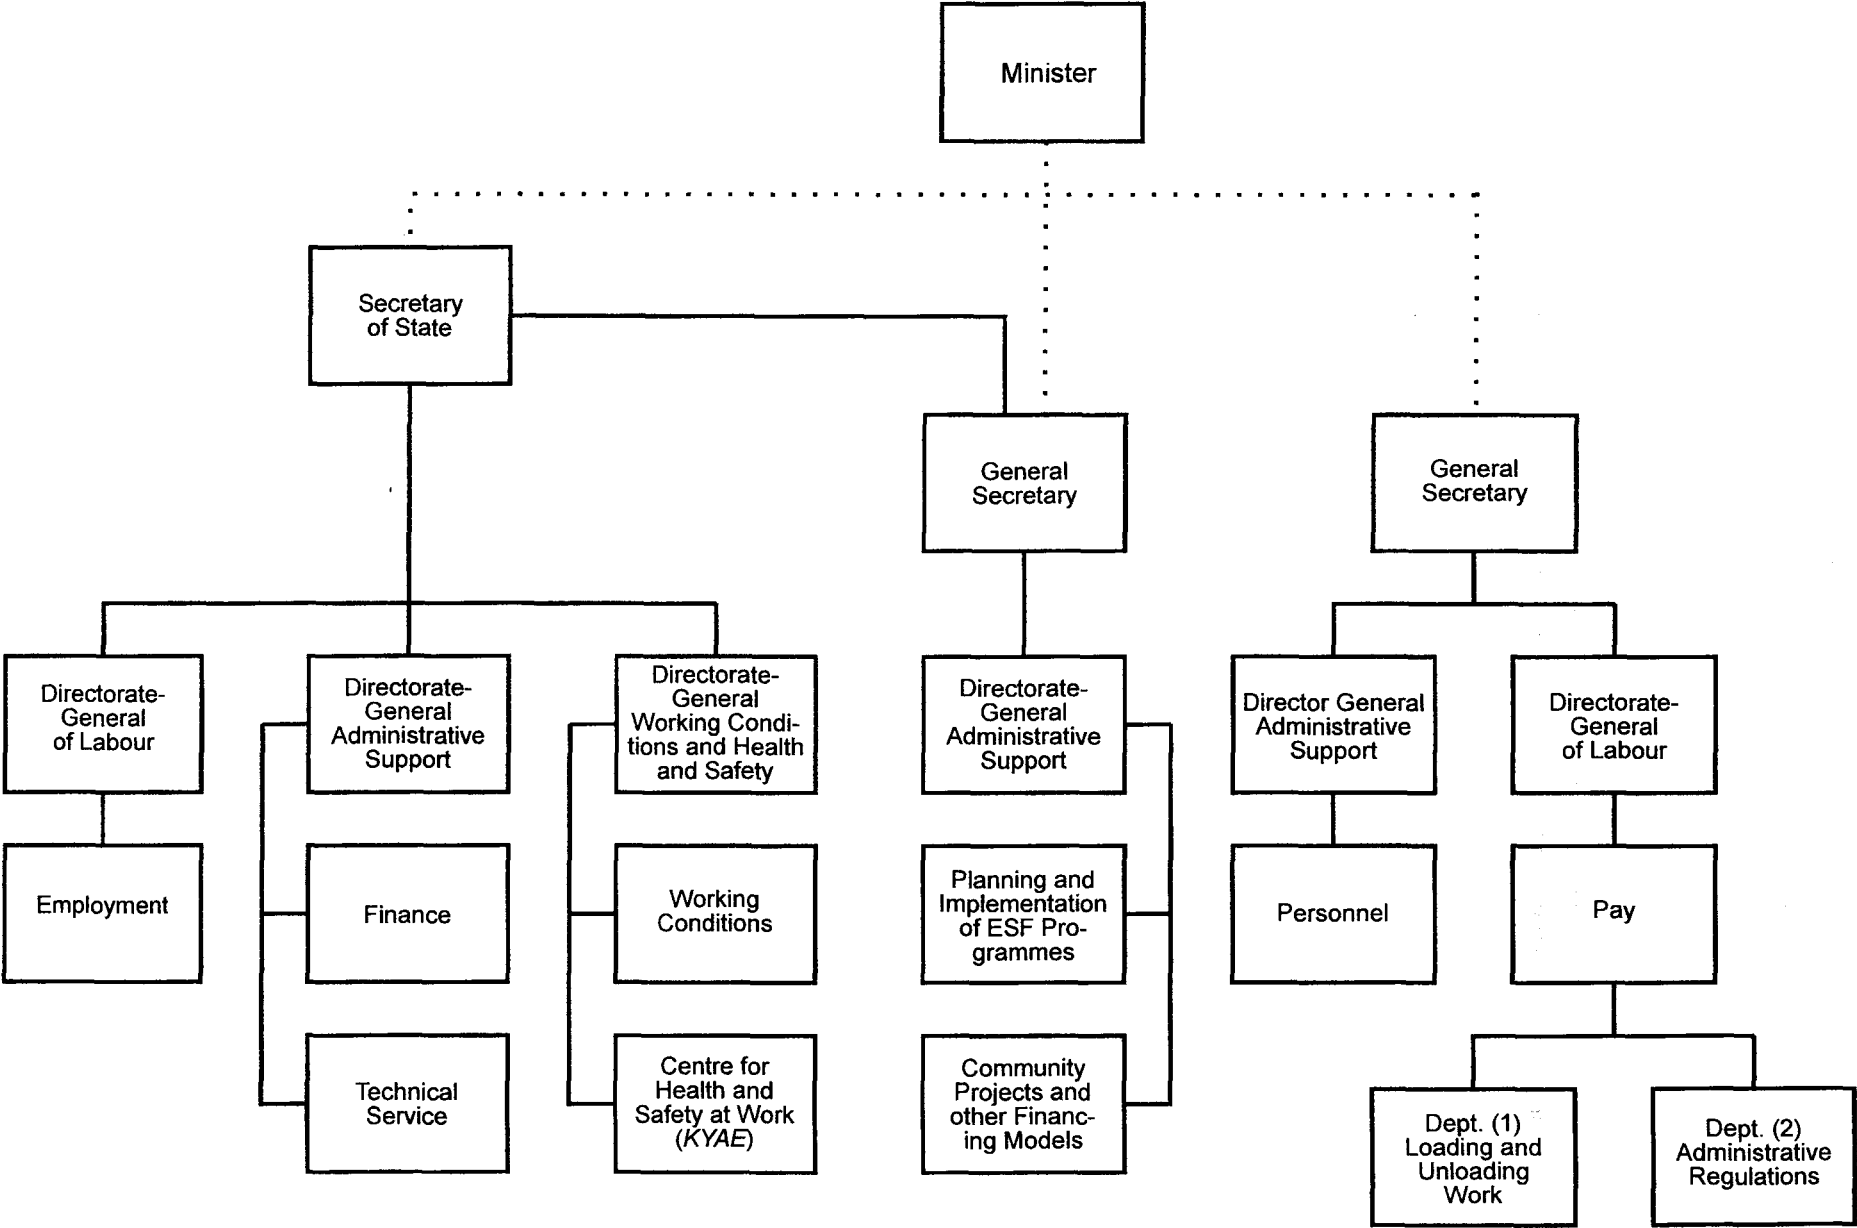 Minister
Secretary
of State
General
Secretary
General
Secretary
Directorate-
General
of Labour
Directorate-
General
Administrative
Support
Directorate-
General
Working Condi-
tions and Health
and Safety
Directorate-
General
Administrative
Support
Director General
Administrative
Support
Directorate-
General
of Labour
Employment
Finance
Working
Conditions
Planning and
Implementation
of ESF Pro-
grammes
Personnel
Pay
Technical
Service
Centre for
Health and
Safety at Work
(KYAE)
Community
Projects and
other Financ-
ing Models
Dept. (1)
Loading and
Unloading
Work
Dept. (2)
Administrative
Regulations